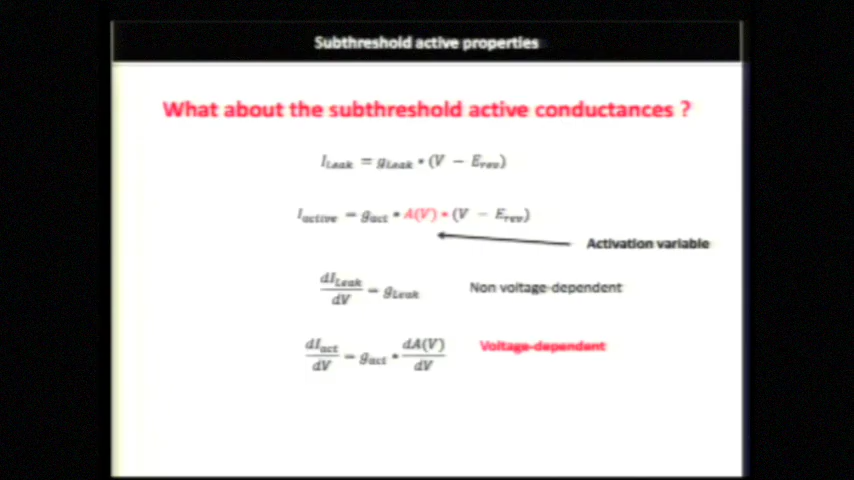 Subthreshold active properties
What about the subthreshold active conductances ?
I_Leak = g_Leak • (V − E_rev)
I_active = g_act • A(V) • (V − E_rev)
Activation variable
dI_Leak/dV = g_Leak Non voltage-dependent
dI_act/dV = g_act • dA(V)/dV Voltage-dependent